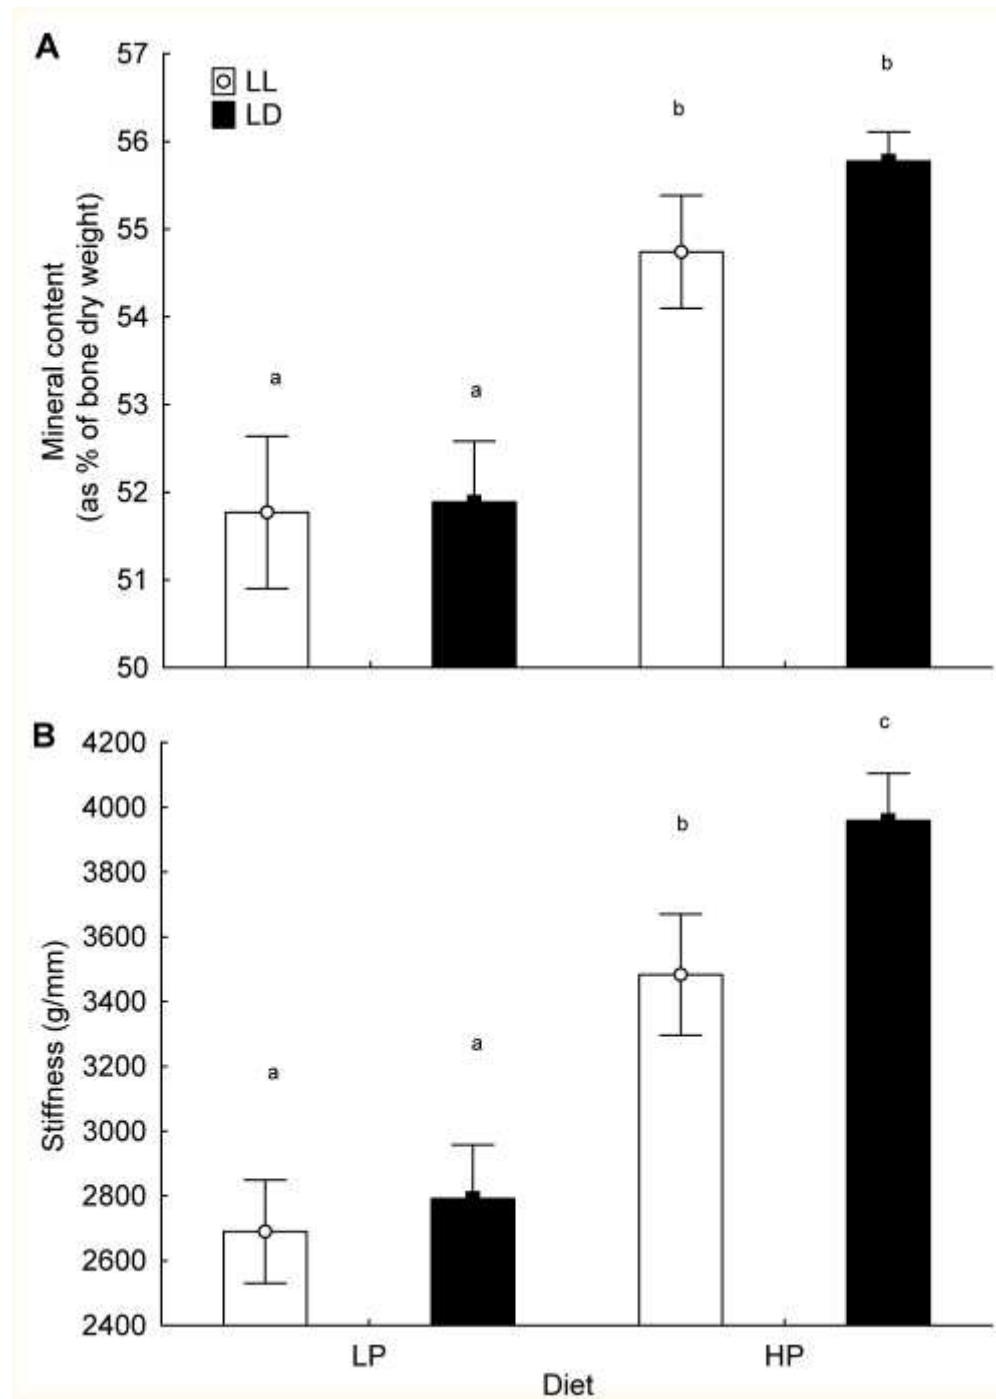 A
57
LL
LD
b
b
56
55
54
53
52
51
50
Mineral content
(as % of bone dry weight)
a
a
B
4200
4000
3800
3600
3400
3200
3000
2800
2600
2400
Stiffness (g/mm)
a
a
b
c
LP
HP
Diet